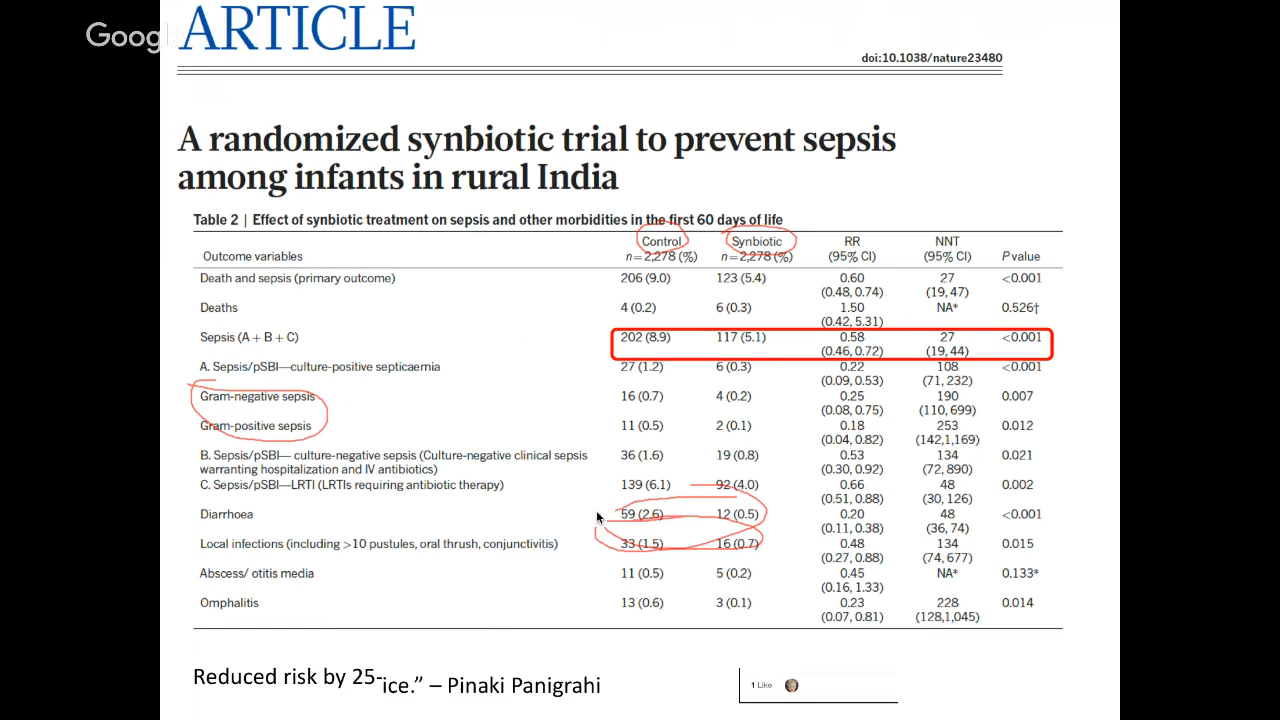 Google
ARTICLE
doi:10.1038/nature23480
A randomized synbiotic trial to prevent sepsis
among infants in rural India
Table 2 | Effect of synbiotic treatment on sepsis and other morbidities in the first 60 days of life
Control Synbiotic RR NNT
Outcome variables n=2,278 (%) n=2,278 (%) (95% CI) (95% CI) P value
Death and sepsis (primary outcome) 206 (9.0) 123 (5.4) 0.60 27 <0.001
(0.48, 0.74) (19, 47)
Deaths 4 (0.2) 6 (0.3) 1.50 NA* 0.526†
(0.42, 5.31)
Sepsis (A + B + C) 202 (8.9) 117 (5.1) 0.58 27 <0.001
(0.46, 0.72) (19, 44)
A. Sepsis/pSBI—culture-positive septicaemia 27 (1.2) 6 (0.3) 0.22 108 <0.001
(0.09, 0.53) (71, 232)
Gram-negative sepsis 16 (0.7) 4 (0.2) 0.25 190 0.007
(0.08, 0.75) (110, 699)
Gram-positive sepsis 11 (0.5) 2 (0.1) 0.18 253 0.012
(0.04, 0.82) (142,1,169)
B. Sepsis/pSBI— culture-negative sepsis (Culture-negative clinical sepsis 36 (1.6) 19 (0.8) 0.53 134 0.021
warranting hospitalization and IV antibiotics) (0.30, 0.92) (72, 890)
C. Sepsis/pSBI—LRTI (LRTIs requiring antibiotic therapy) 139 (6.1) 92 (4.0) 0.66 48 0.002
(0.51, 0.88) (30, 126)
Diarrhoea 59 (2.6) 12 (0.5) 0.20 48 <0.001
(0.11, 0.38) (36, 74)
Local infections (including >10 pustules, oral thrush, conjunctivitis) 33 (1.5) 16 (0.7) 0.48 134 0.015
(0.27, 0.88) (74, 677)
Abscess/ otitis media 11 (0.5) 5 (0.2) 0.45 NA* 0.133*
(0.16, 1.33)
Omphalitis 13 (0.6) 3 (0.1) 0.23 228 0.014
(0.07, 0.81) (128,1,045)
Reduced risk by 25-
ice.” – Pinaki Panigrahi
1 Like